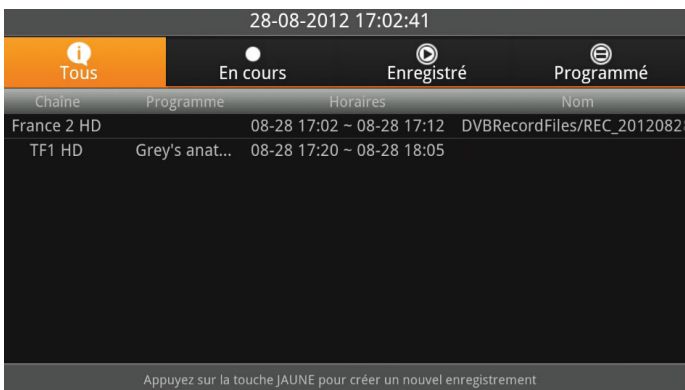 28-08-2012 17:02:41
Tous En cours Enregistré Programmé
Chaîne Programme Horaires Nom
France 2 HD 08-28 17:02 ~ 08-28 17:12 DVBRecordFiles/REC_2012082
TF1 HD Grey's anat... 08-28 17:20 ~ 08-28 18:05
Appuyez sur la touche JAUNE pour créer un nouvel enregistrement